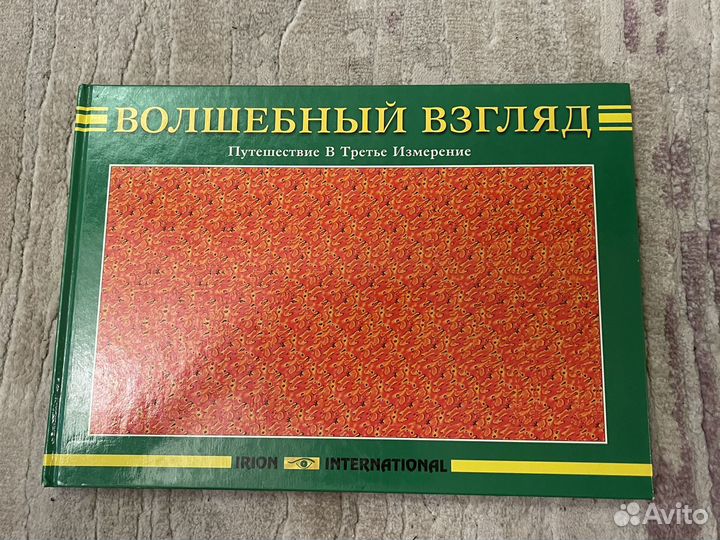 ВОЛШЕБНЫЙ ВЗГЛЯД
Путешествие В Третье Измерение
IRION INTERNATIONAL
Avito